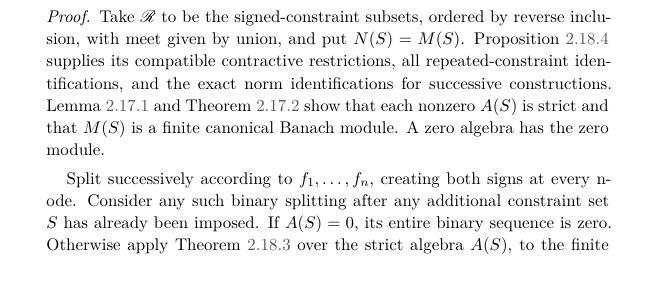 Proof. Take ℛ to be the signed-constraint subsets, ordered by reverse inclu-
sion, with meet given by union, and put N(S) = M(S). Proposition 2.18.4
supplies its compatible contractive restrictions, all repeated-constraint iden-
tifications, and the exact norm identifications for successive constructions.
Lemma 2.17.1 and Theorem 2.17.2 show that each nonzero A(S) is strict and
that M(S) is a finite canonical Banach module. A zero algebra has the zero
module.
Split successively according to f₁, . . . , fₙ, creating both signs at every n-
ode. Consider any such binary splitting after any additional constraint set
S has already been imposed. If A(S) = 0, its entire binary sequence is zero.
Otherwise apply Theorem 2.18.3 over the strict algebra A(S), to the finite